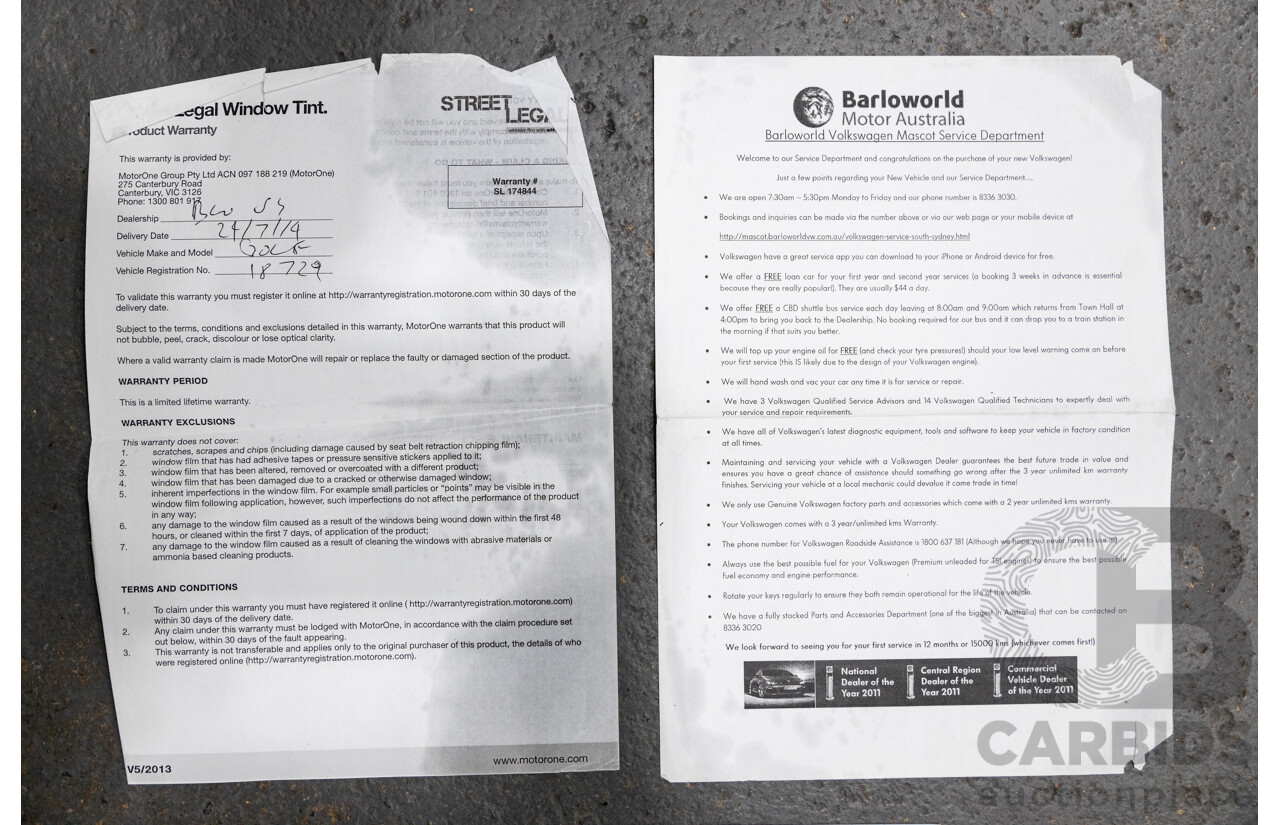 Legal Window Tint.
Product Warranty
STREET
LEGAL
This warranty is provided by:
MotorOne Group Pty Ltd ACN 097 188 219 (MotorOne)
275 Canterbury Road
Canterbury, VIC 3126
Phone: 1300 801 917
Warranty #
SL 174844
Dealership
Delivery Date 24/7/14
Vehicle Make and Model GOLF
Vehicle Registration No. 18729
To validate this warranty you must register it online at http://warrantyregistration.motorone.com within 30 days of the
delivery date.
Subject to the terms, conditions and exclusions detailed in this warranty, MotorOne warrants that this product will
not bubble, peel, crack, discolour or lose optical clarity.
Where a valid warranty claim is made MotorOne will repair or replace the faulty or damaged section of the product.
WARRANTY PERIOD
This is a limited lifetime warranty.
WARRANTY EXCLUSIONS
This warranty does not cover:
1. scratches, scrapes and chips (including damage caused by seat belt retraction chipping film);
2. window film that has had adhesive tapes or pressure sensitive stickers applied to it;
3. window film that has been altered, removed or overcoated with a different product;
4. window film that has been damaged due to a cracked or otherwise damaged window;
5. inherent imperfections in the window film. For example small particles or "points" may be visible in the
window film following application, however, such imperfections do not affect the performance of the product
in any way;
6. any damage to the window film caused as a result of the windows being wound down within the first 48
hours, or cleaned within the first 7 days, of application of the product;
7. any damage to the window film caused as a result of cleaning the windows with abrasive materials or
ammonia based cleaning products.
TERMS AND CONDITIONS
1. To claim under this warranty you must have registered it online ( http://warrantyregistration.motorone.com)
within 30 days of the delivery date.
2. Any claim under this warranty must be lodged with MotorOne, in accordance with the claim procedure set
out below, within 30 days of the fault appearing.
3. This warranty is not transferable and applies only to the original purchaser of this product, the details of who
were registered online (http://warrantyregistration.motorone.com).
V5/2013
www.motorone.com
Barloworld
Motor Australia
Barloworld Volkswagen Mascot Service Department
Welcome to our Service Department and congratulations on the purchase of your new Volkswagen!
Just a few points regarding your New Vehicle and our Service Department....
• We are open 7:30am – 5:30pm Monday to Friday and our phone number is 8336 3030.
• Bookings and inquiries can be made via the number above or via our web page or your mobile device at
http://mascot.barloworldvw.com.au/volkswagen-service-south-sydney.html
• Volkswagen have a great service app you can download to your iPhone or Android device for free.
• We offer a FREE loan car for your first year and second year services (a booking 3 weeks in advance is essential
because they are really popular!). They are usually $44 a day.
• We offer FREE a CBD shuttle bus service each day leaving at 8:00am and 9:00am which returns from Town Hall at
4:00pm to bring you back to the Dealership. No booking required for our bus and it can drop you to a train station in
the morning if that suits you better.
• We will top up your engine oil for FREE (and check your tyre pressures!) should your low level warning come on before
your first service (this IS likely due to the design of your Volkswagen engine).
• We will hand wash and vac your car any time it is for service or repair.
• We have 3 Volkswagen Qualified Service Advisors and 14 Volkswagen Qualified Technicians to expertly deal with
your service and repair requirements.
• We have all of Volkswagen's latest diagnostic equipment, tools and software to keep your vehicle in factory condition
at all times.
• Maintaining and servicing your vehicle with a Volkswagen Dealer guarantees the best future trade in value and
ensures you have a great chance of assistance should something go wrong after the 3 year unlimited km warranty
finishes. Servicing your vehicle at a local mechanic could devalue it came trade in time!
• We only use Genuine Volkswagen factory parts and accessories which come with a 2 year unlimited kms warranty.
• Your Volkswagen comes with a 3 year/unlimited kms Warranty.
• The phone number for Volkswagen Roadside Assistance is 1800 637 181 (Although we hope you never have to use it!)
• Always use the best possible fuel for your Volkswagen (Premium unleaded for TSI engines) to ensure the best possible
fuel economy and engine performance.
• Rotate your keys regularly to ensure they both remain operational for the life of the vehicle.
• We have a fully stocked Parts and Accessories Department (one of the biggest in Australia) that can be contacted on
8336 3020
We look forward to seeing you for your first service in 12 months or 15000 kms (whichever comes first!)
National
Dealer of the
Year 2011
Central Region
Dealer of the
Year 2011
Commercial
Vehicle Dealer
of the Year 2011
CARBIDS
auctionplace